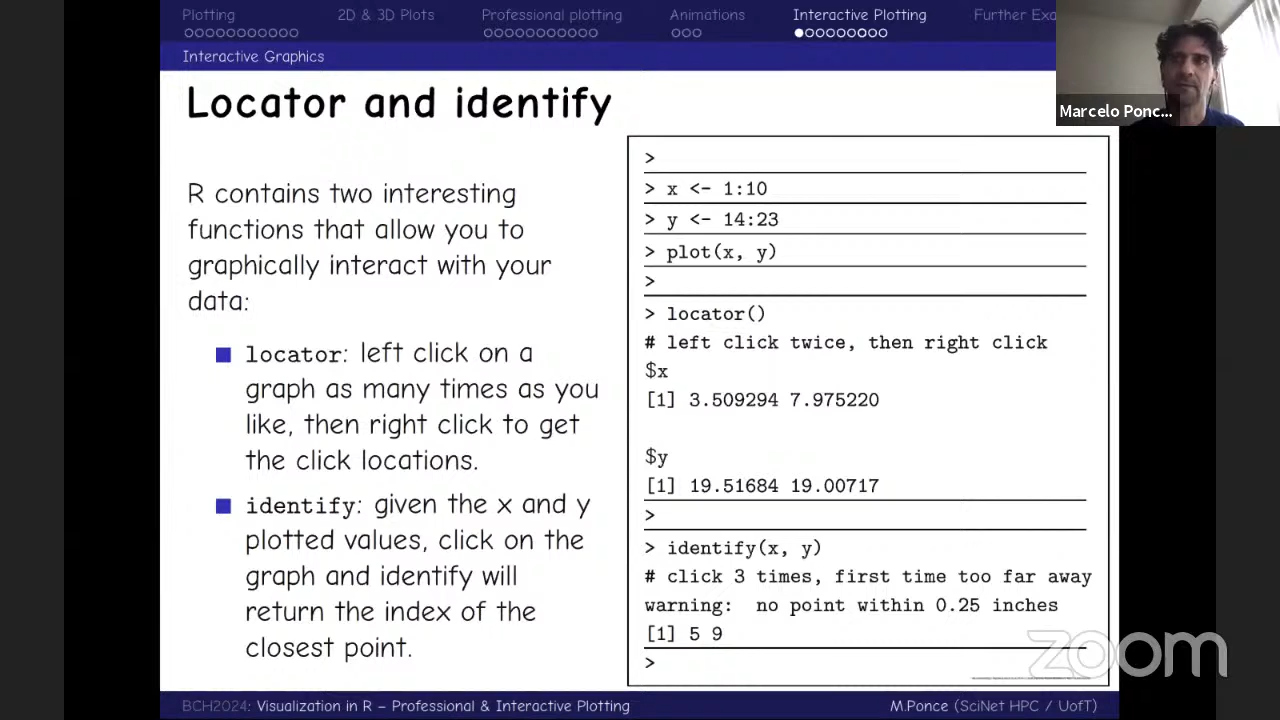 Plotting 2D & 3D Plots Professional plotting Animations Interactive Plotting Further Exa
Interactive Graphics
Marcelo Ponc...
Locator and identify
R contains two interesting
functions that allow you to
graphically interact with your
data:
locator: left click on a
graph as many times as you
like, then right click to get
the click locations.
identify: given the x and y
plotted values, click on the
graph and identify will
return the index of the
closest point.
>
> x <- 1:10
> y <- 14:23
> plot(x, y)
>
> locator()
# left click twice, then right click
$x
[1] 3.509294 7.975220
$y
[1] 19.51684 19.00717
>
> identify(x, y)
# click 3 times, first time too far away
warning: no point within 0.25 inches
[1] 5 9
>
zoom
BCH2024: Visualization in R – Professional & Interactive Plotting M.Ponce (SciNet HPC / UofT)